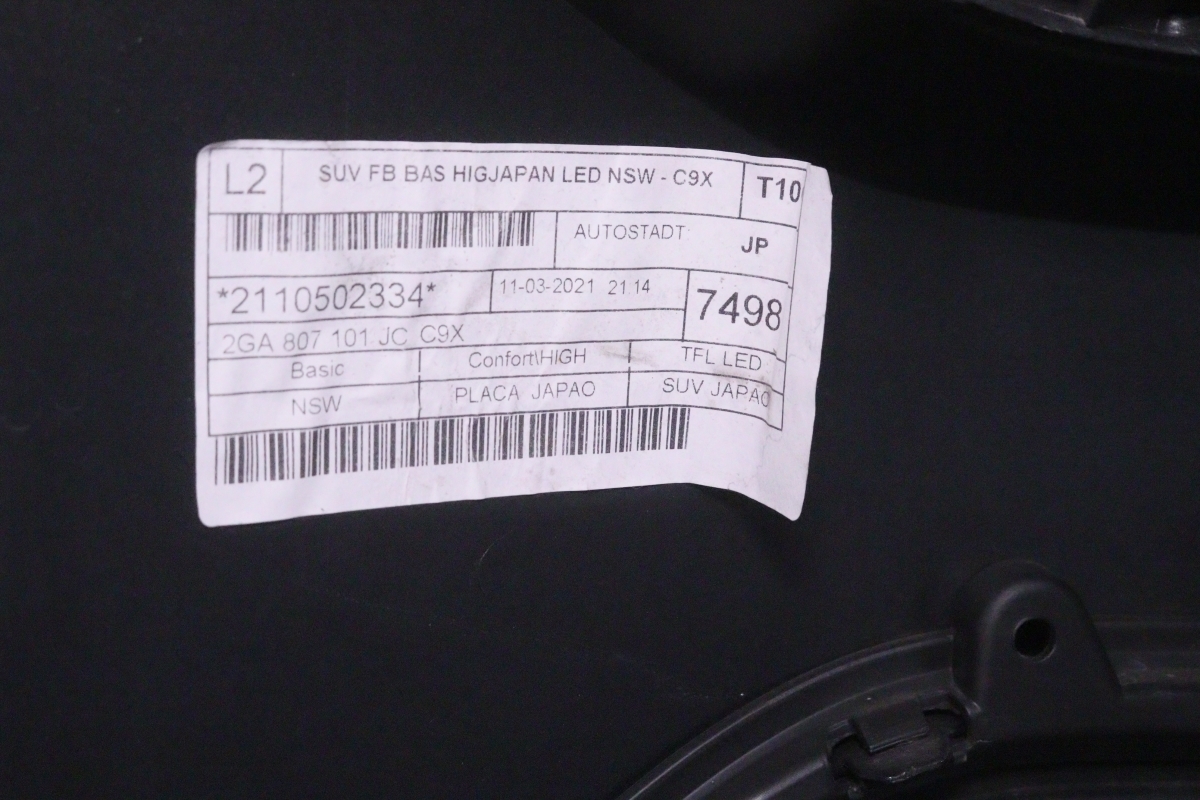 L2 SUV FB BAS HIGJAPAN LED NSW - C9X T10
AUTOSTADT JP
*2110502334* 11-03-2021 21 14 7498
2GA 807 101 JC C9X
Basic Confort\HIGH TFL LED
NSW PLACA JAPAO SUV JAPAO